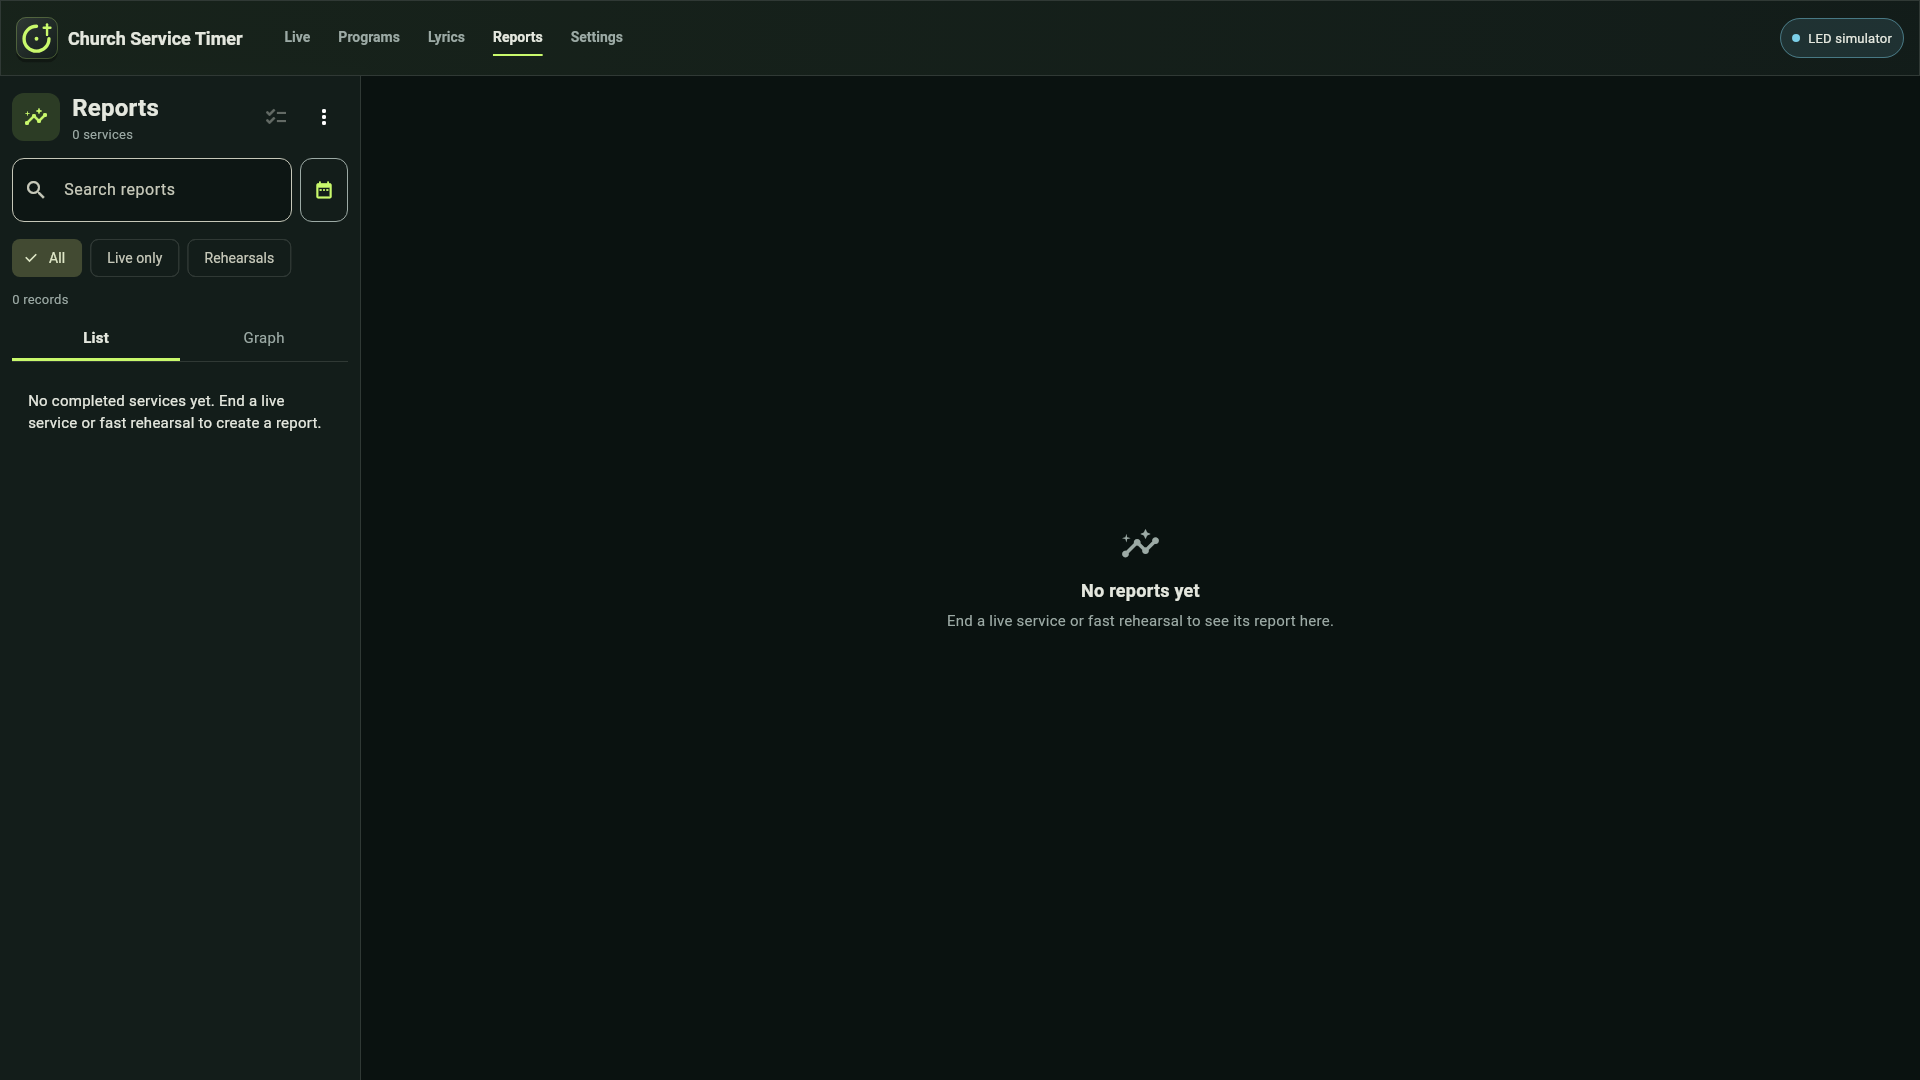 Church Service Timer
Live
Programs
Lyrics
Reports
Settings
LED simulator
Reports
0 services
Search reports
All
Live only
Rehearsals
0 records
List
Graph
No completed services yet. End a live
service or fast rehearsal to create a report.
No reports yet
End a live service or fast rehearsal to see its report here.